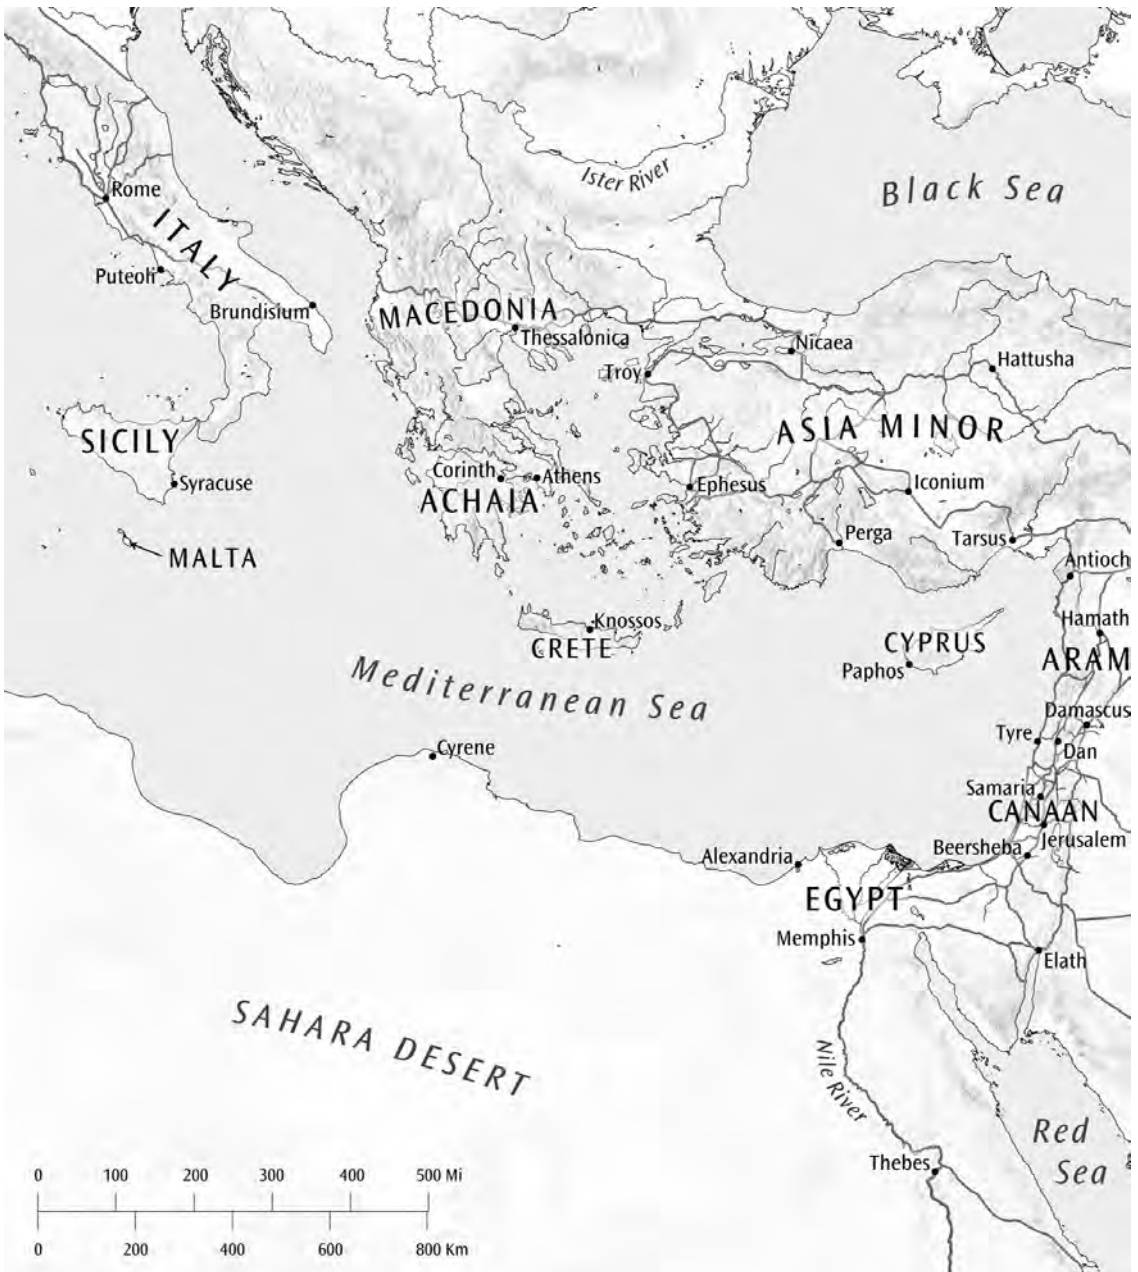 Ister River
Black Sea
Rome
ITALY
Puteoli
Brundisium
MACEDONIA
Thessalonica
Nicaea
Troy
Hattusha
ASIA MINOR
SICILY
Syracuse
Corinth
Athens
ACHAIA
Ephesus
Iconium
Perga
Tarsus
MALTA
Antioch
Knossos
CRETE
Hamath
CYPRUS
ARAM
Paphos
Mediterranean Sea
Damascus
Tyre
Dan
Cyrene
Samaria
CANAAN
Jerusalem
Beersheba
Alexandria
EGYPT
Memphis
Elath
SAHARA DESERT
Nile River
Red
Sea
Thebes
0 100 200 300 400 500 Mi
0 200 400 600 800 Km